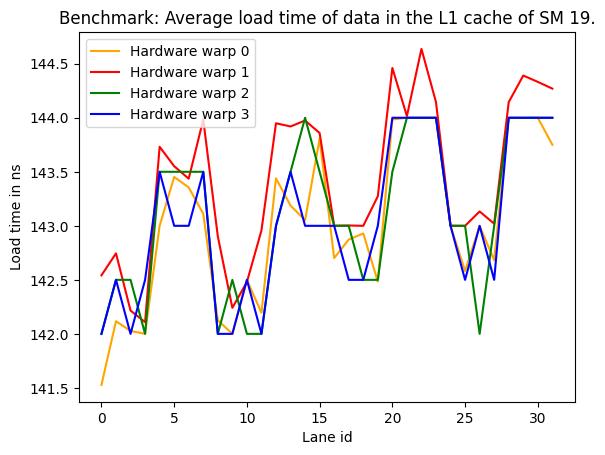 Benchmark: Average load time of data in the L1 cache of SM 19.
Hardware warp 0
Hardware warp 1
Hardware warp 2
Hardware warp 3
Load time in ns
144.5
144.0
143.5
143.0
142.5
142.0
141.5
0 5 10 15 20 25 30
Lane id